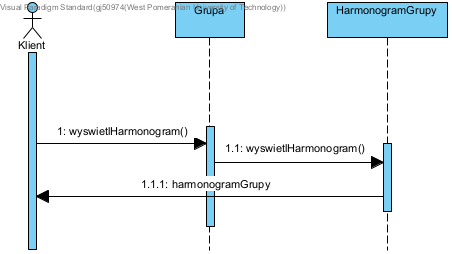 Visual Paradigm Standard(gj50974(West Pomeranian University of Technology))
Grupa
HarmonogramGrupy
Klient
1: wyswietlHarmonogram()
1.1: wyswietlHarmonogram()
1.1.1: harmonogramGrupy